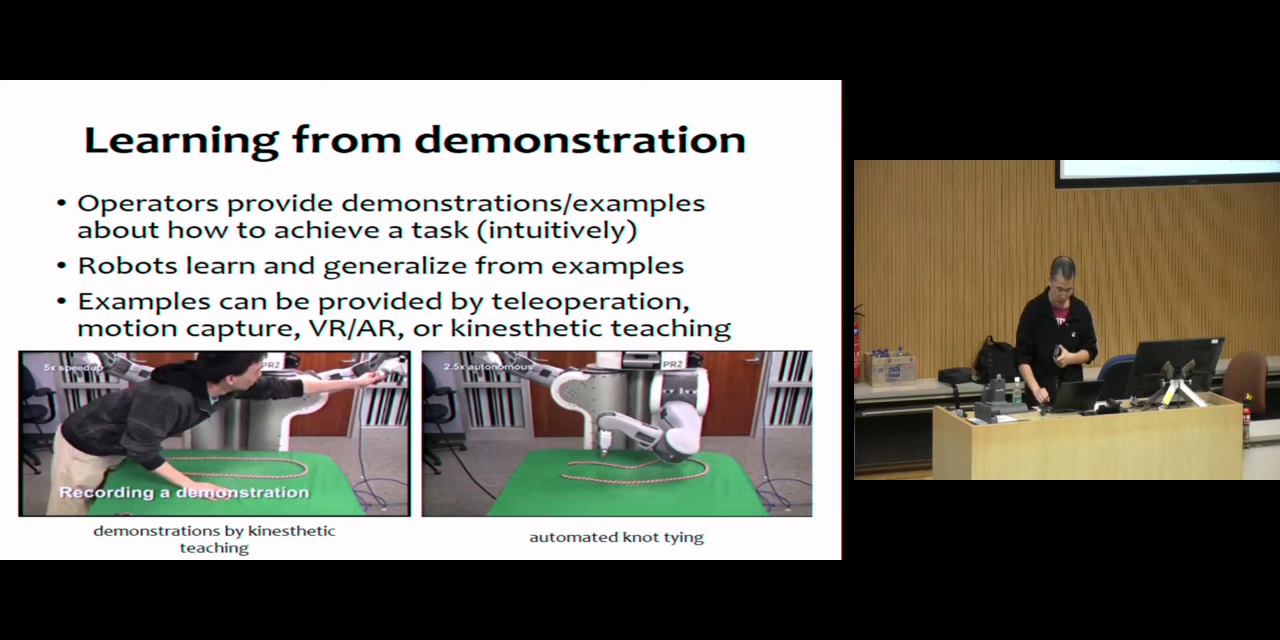 Learning from demonstration
• Operators provide demonstrations/examples
about how to achieve a task (intuitively)
• Robots learn and generalize from examples
• Examples can be provided by teleoperation,
motion capture, VR/AR, or kinesthetic teaching
5x speedup
PR2
Recording a demonstration
2.5x autonomous
PR2
demonstrations by kinesthetic
teaching
automated knot tying